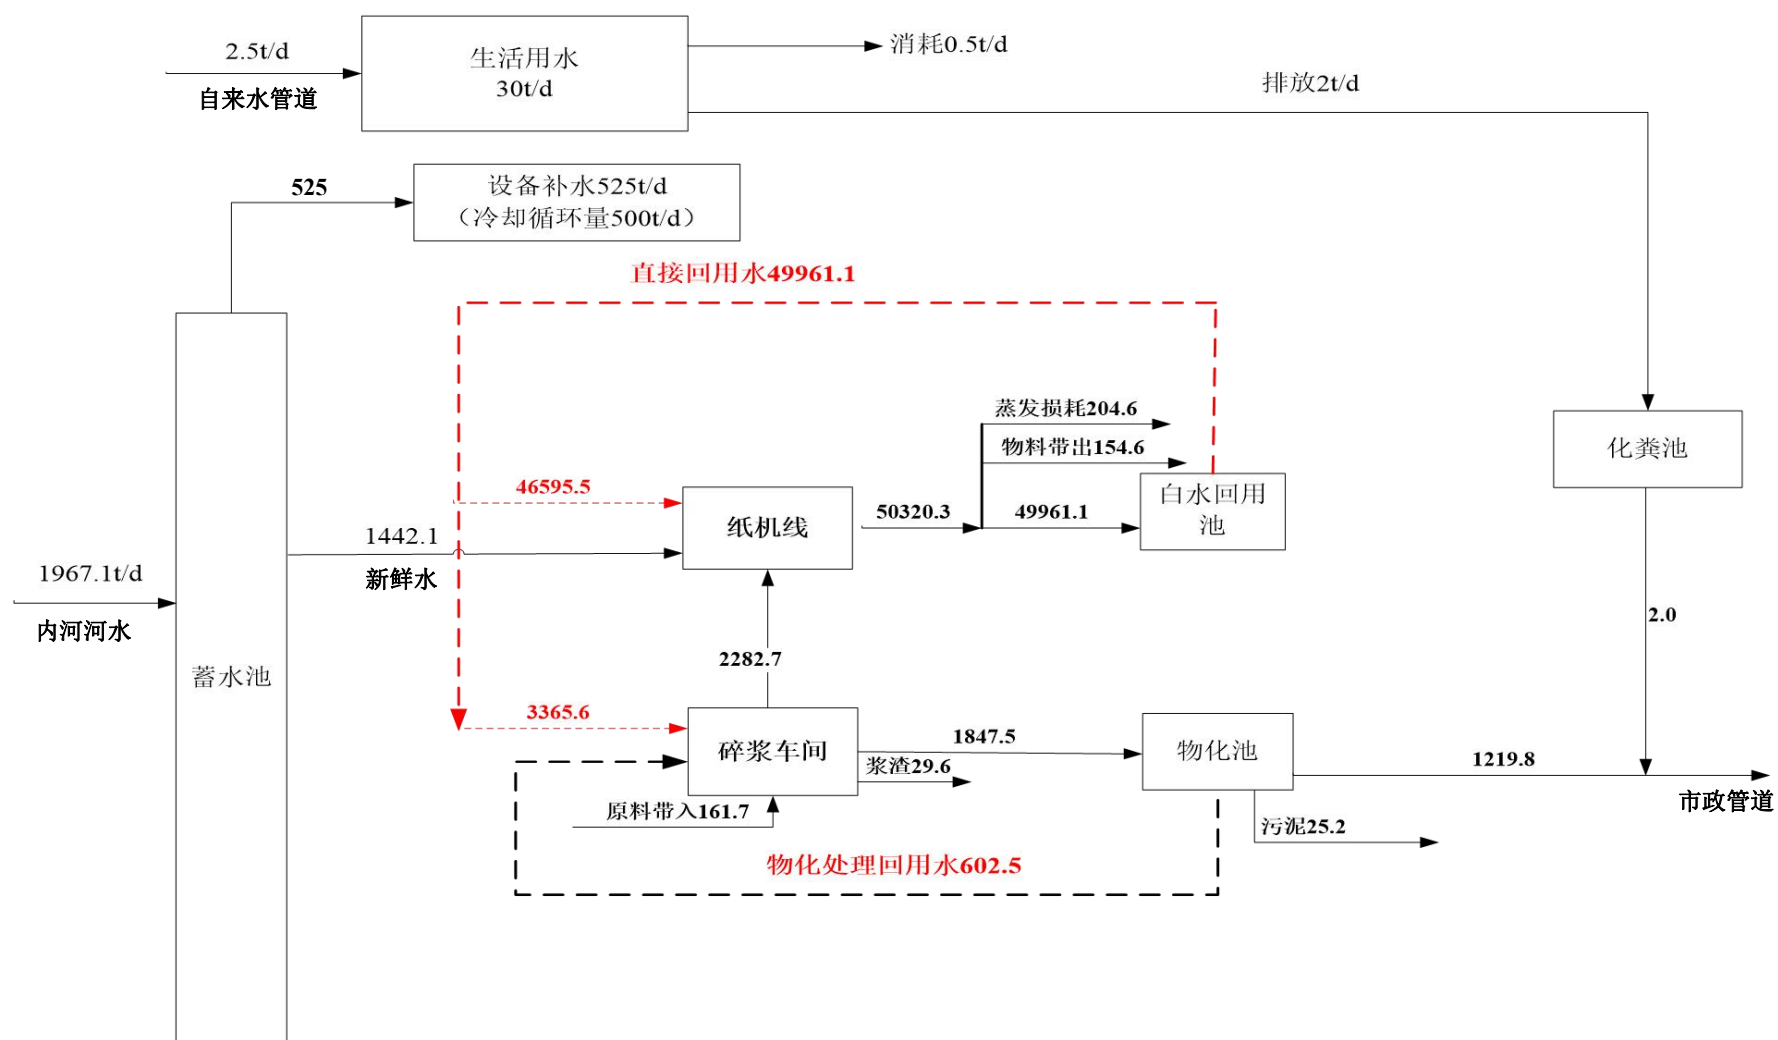 2.5t/d
自来水管道
生活用水
30t/d
消耗0.5t/d
排放2t/d
525
设备补水525t/d
（冷却循环量500t/d）
直接回用水49961.1
蒸发损耗204.6
物料带出154.6
化粪池
46595.5
纸机线
50320.3
49961.1
白水回用
池
1442.1
新鲜水
1967.1t/d
内河河水
蓄水池
2282.7
2.0
3365.6
碎浆车间
1847.5
浆渣29.6
物化池
1219.8
市政管道
原料带入161.7
污泥25.2
物化处理回用水602.5